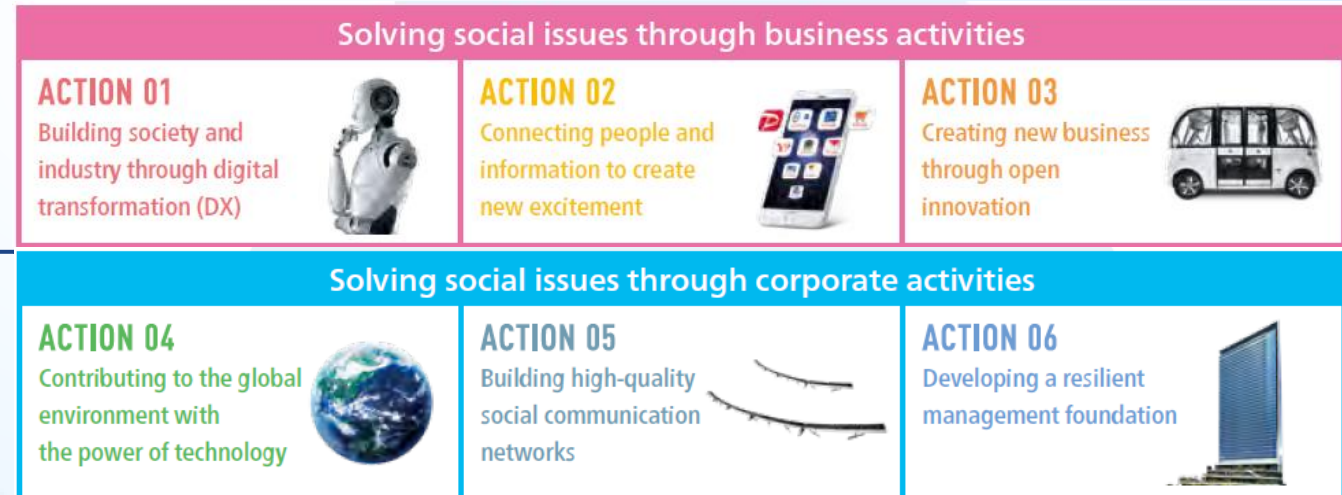 Solving social issues through business activities
ACTION 01
Building society and
industry through digital
transformation (DX)
ACTION 02
Connecting people and
information to create
new excitement
ACTION 03
Creating new business
through open
innovation
Solving social issues through corporate activities
ACTION 04
Contributing to the global
environment with
the power of technology
ACTION 05
Building high-quality
social communication
networks
ACTION 06
Developing a resilient
management foundation